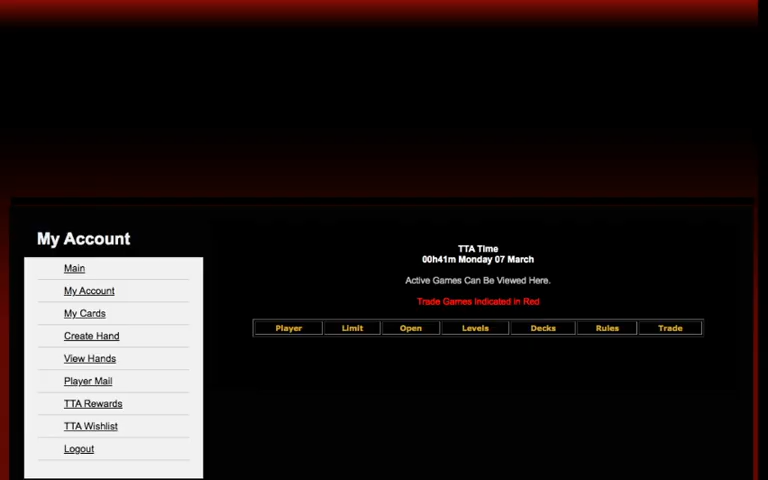 My Account
Main
My Account
My Cards
Create Hand
View Hands
Player Mail
TTA Rewards
TTA Wishlist
Logout
TTA Time
00h41m Monday 07 March
Active Games Can Be Viewed Here.
Trade Games Indicated in Red
Player Limit Open Levels Decks Rules Trade